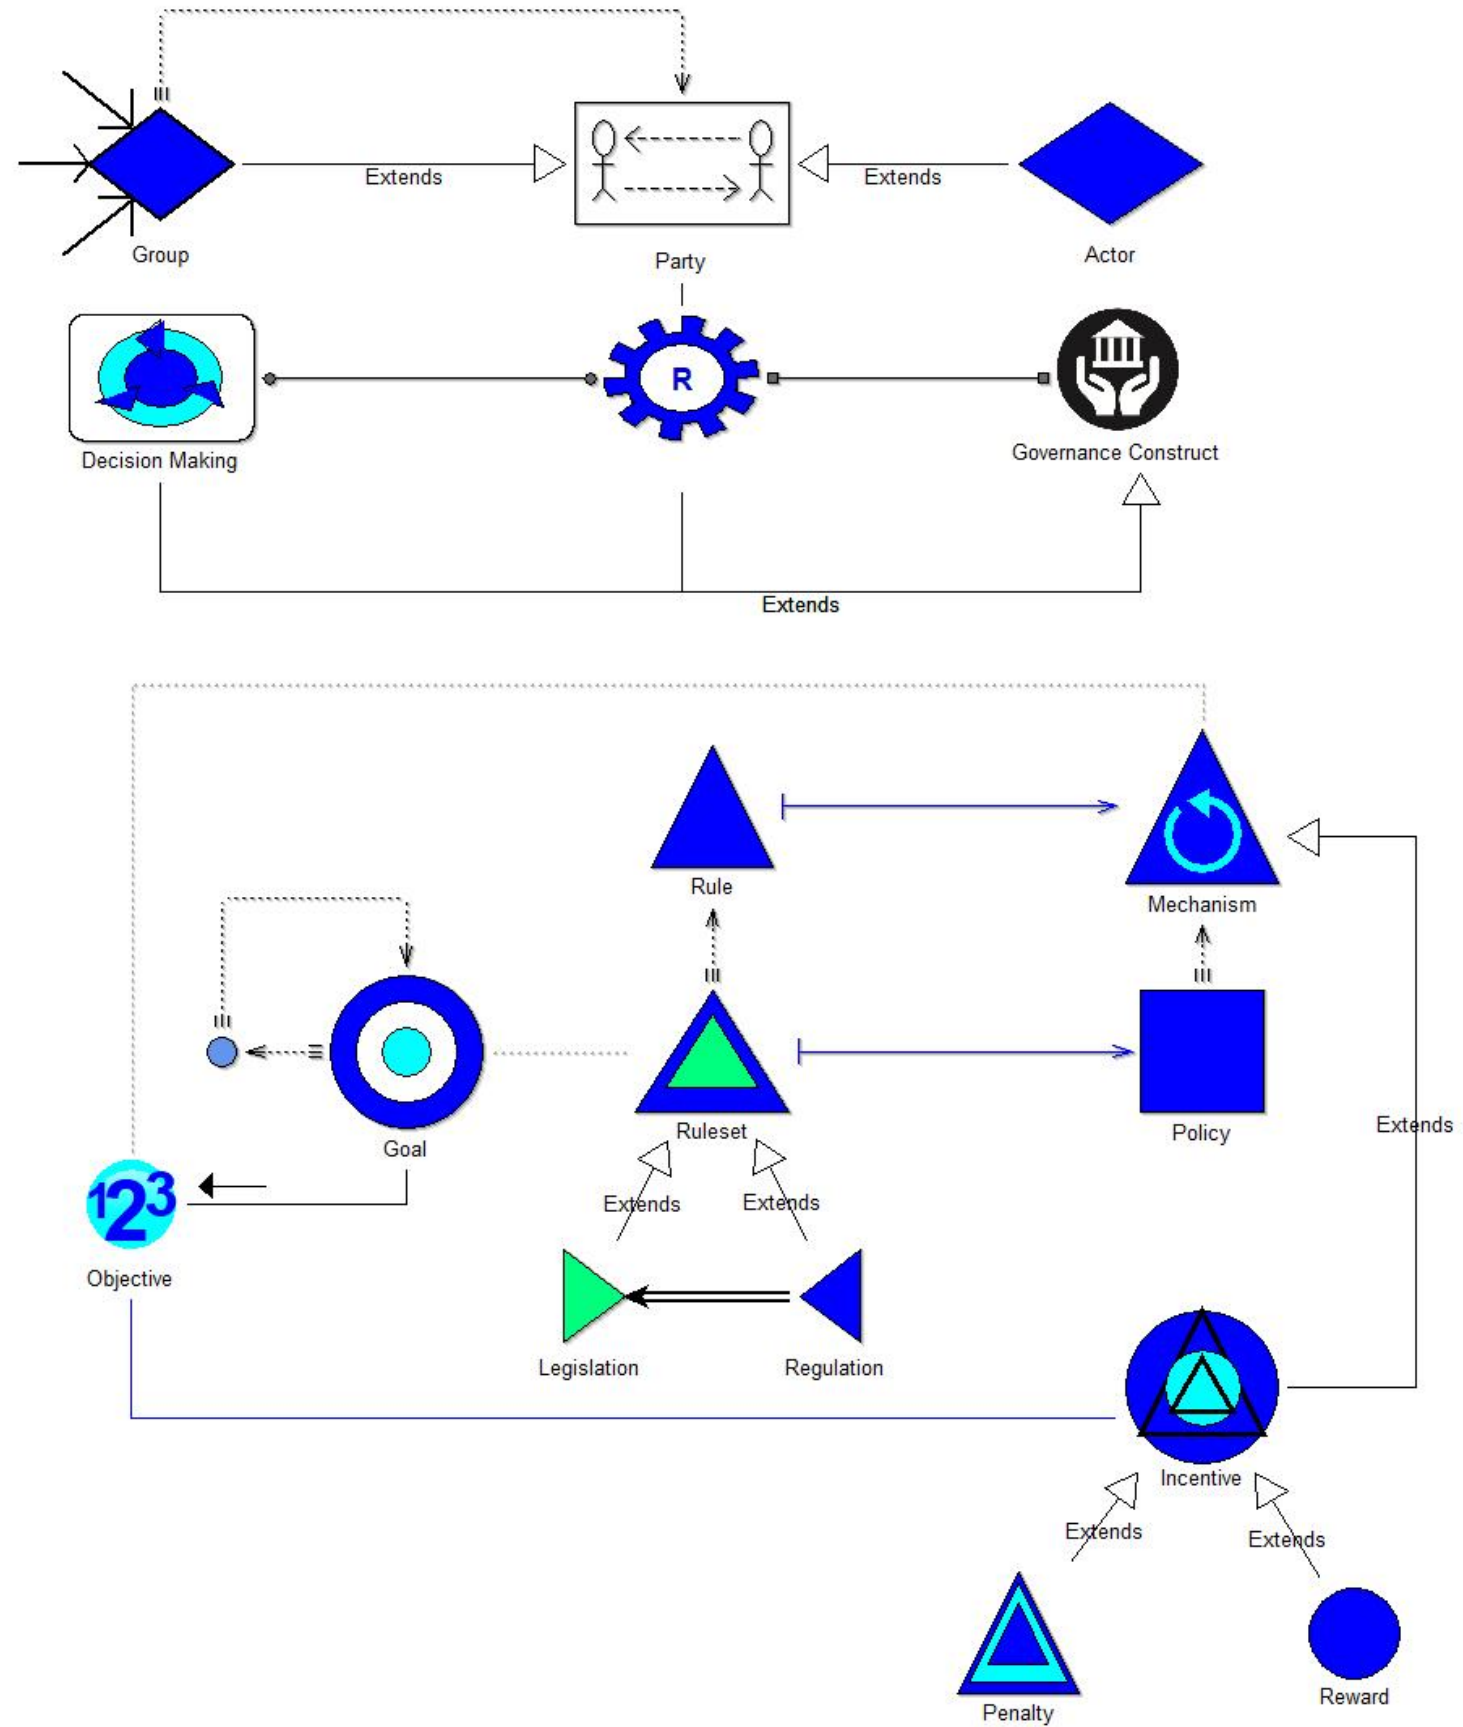 Extends
Extends
Group
Party
Actor
R
Decision Making
Governance Construct
Extends
Rule
Mechanism
Goal
Ruleset
Policy
Extends
123
Extends
Extends
Objective
Legislation
Regulation
Incentive
Extends
Extends
Penalty
Reward